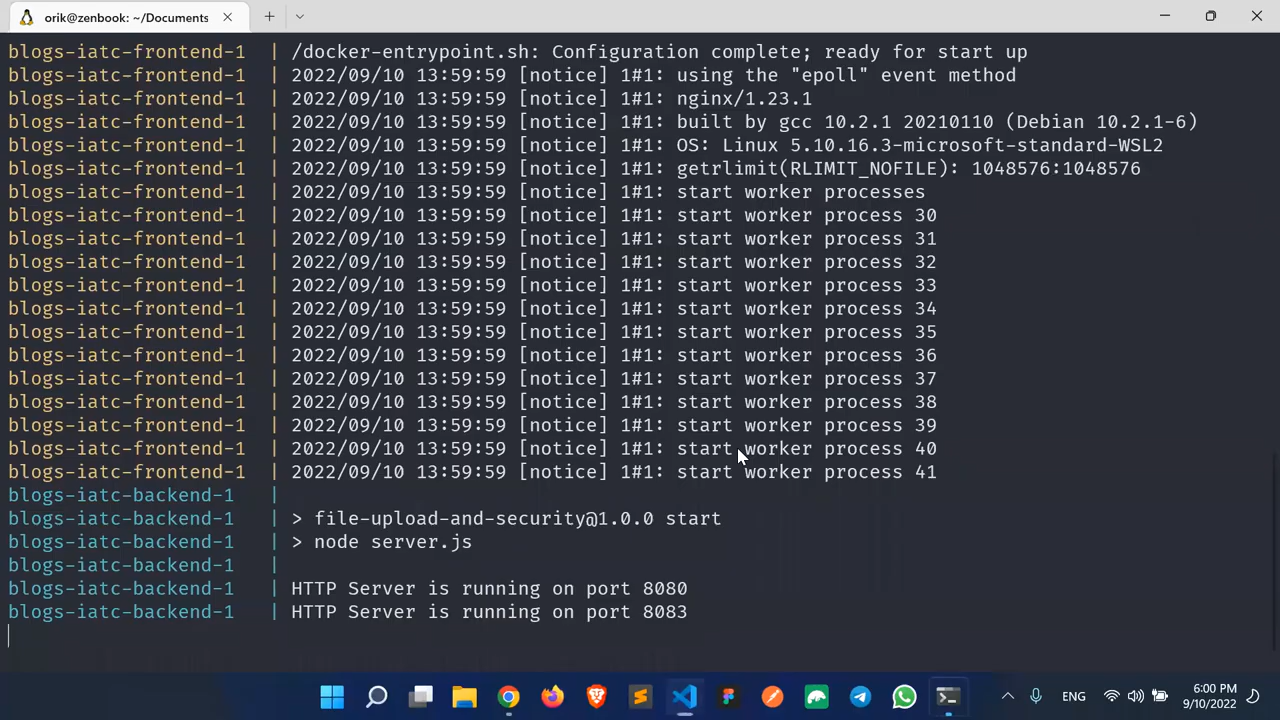 orik@zenbook: ~/Documents
blogs-iatc-frontend-1 | /docker-entrypoint.sh: Configuration complete; ready for start up
blogs-iatc-frontend-1 | 2022/09/10 13:59:59 [notice] 1#1: using the "epoll" event method
blogs-iatc-frontend-1 | 2022/09/10 13:59:59 [notice] 1#1: nginx/1.23.1
blogs-iatc-frontend-1 | 2022/09/10 13:59:59 [notice] 1#1: built by gcc 10.2.1 20210110 (Debian 10.2.1-6)
blogs-iatc-frontend-1 | 2022/09/10 13:59:59 [notice] 1#1: OS: Linux 5.10.16.3-microsoft-standard-WSL2
blogs-iatc-frontend-1 | 2022/09/10 13:59:59 [notice] 1#1: getrlimit(RLIMIT_NOFILE): 1048576:1048576
blogs-iatc-frontend-1 | 2022/09/10 13:59:59 [notice] 1#1: start worker processes
blogs-iatc-frontend-1 | 2022/09/10 13:59:59 [notice] 1#1: start worker process 30
blogs-iatc-frontend-1 | 2022/09/10 13:59:59 [notice] 1#1: start worker process 31
blogs-iatc-frontend-1 | 2022/09/10 13:59:59 [notice] 1#1: start worker process 32
blogs-iatc-frontend-1 | 2022/09/10 13:59:59 [notice] 1#1: start worker process 33
blogs-iatc-frontend-1 | 2022/09/10 13:59:59 [notice] 1#1: start worker process 34
blogs-iatc-frontend-1 | 2022/09/10 13:59:59 [notice] 1#1: start worker process 35
blogs-iatc-frontend-1 | 2022/09/10 13:59:59 [notice] 1#1: start worker process 36
blogs-iatc-frontend-1 | 2022/09/10 13:59:59 [notice] 1#1: start worker process 37
blogs-iatc-frontend-1 | 2022/09/10 13:59:59 [notice] 1#1: start worker process 38
blogs-iatc-frontend-1 | 2022/09/10 13:59:59 [notice] 1#1: start worker process 39
blogs-iatc-frontend-1 | 2022/09/10 13:59:59 [notice] 1#1: start worker process 40
blogs-iatc-frontend-1 | 2022/09/10 13:59:59 [notice] 1#1: start worker process 41
blogs-iatc-backend-1 |
blogs-iatc-backend-1 | > file-upload-and-security@1.0.0 start
blogs-iatc-backend-1 | > node server.js
blogs-iatc-backend-1 |
blogs-iatc-backend-1 | HTTP Server is running on port 8080
blogs-iatc-backend-1 | HTTP Server is running on port 8083
ENG
6:00 PM
9/10/2022